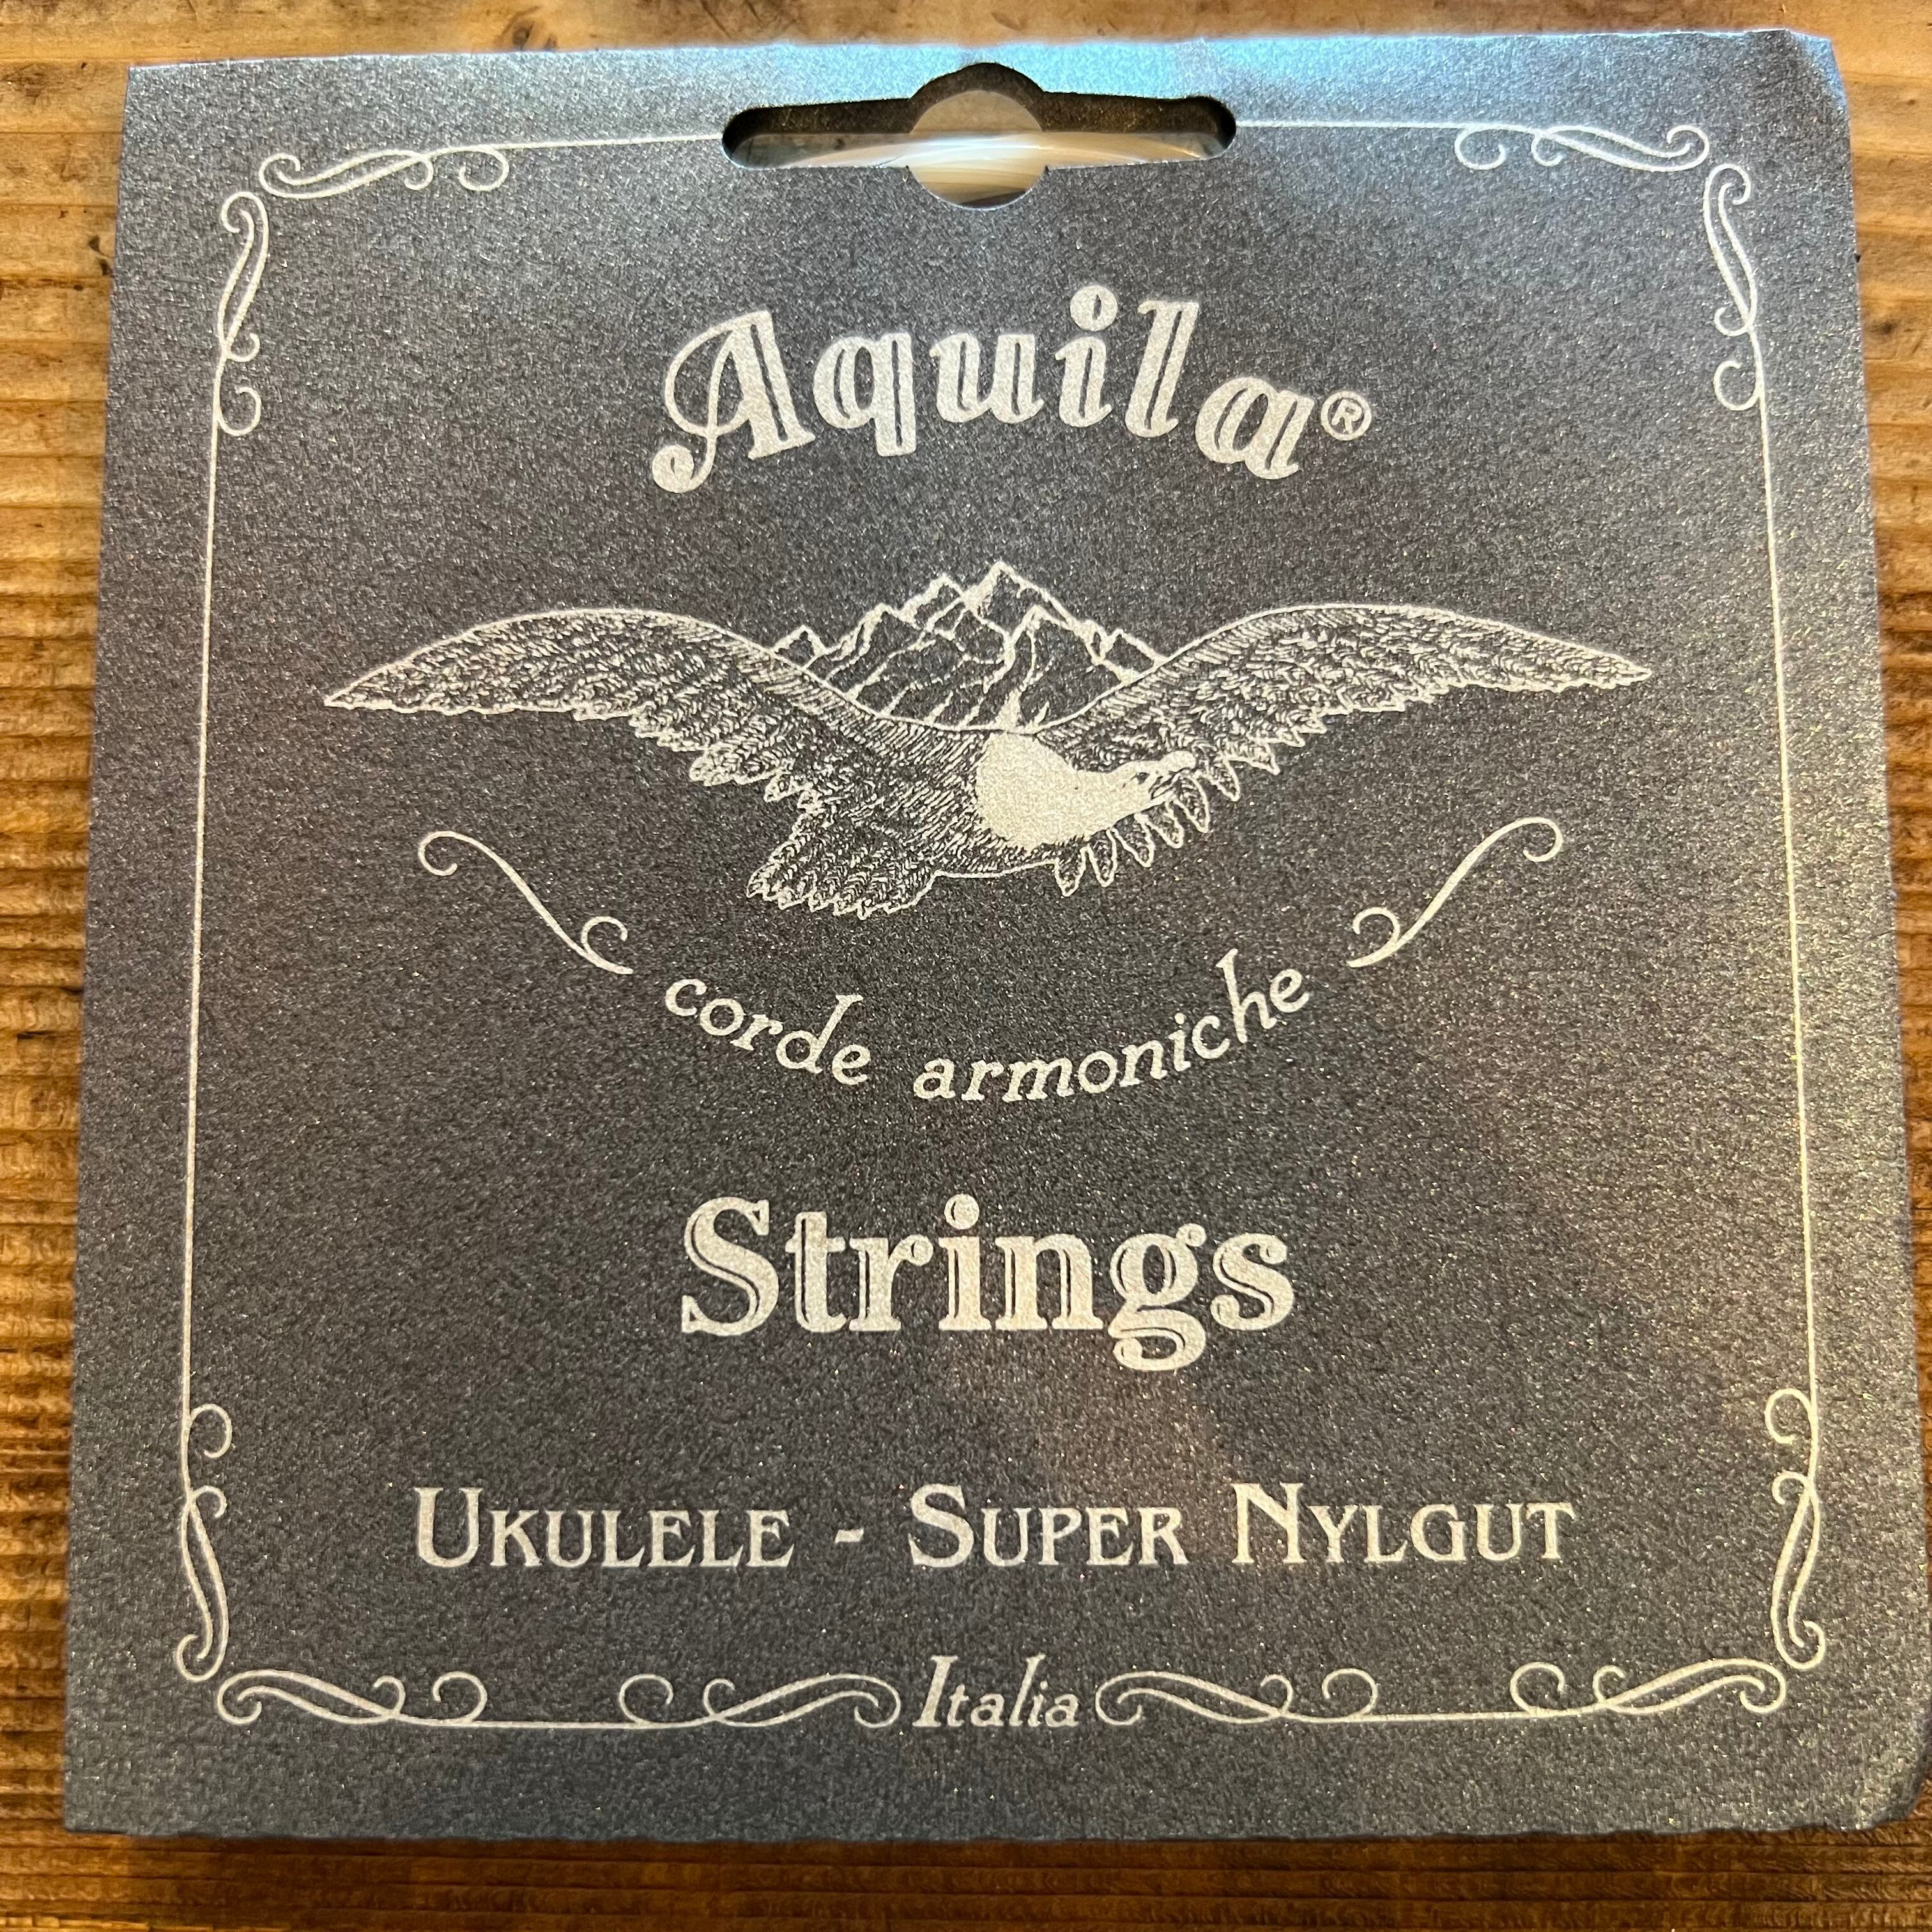 Aquila®
corde armoniche
Strings
UKULELE - SUPER NYLGUT
Italia